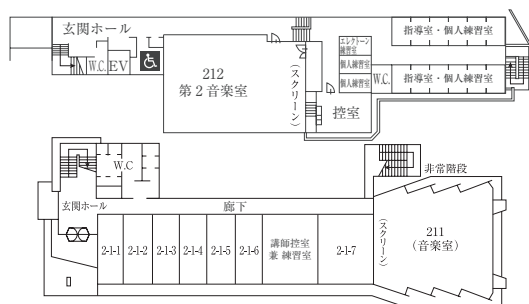 玄関ホール
W.C.
EV
212
第2音楽室
(スクリーン)
エレクトーン
練習室
個人練習室
個人練習室
控室
W.C.
指導室・個人練習室
指導室・個人練習室
W.C
玄関ホール
廊下
非常階段
2-1-1
2-1-2
2-1-3
2-1-4
2-1-5
2-1-6
講師控室
兼 練習室
2-1-7
(スクリーン)
211
(音楽室)